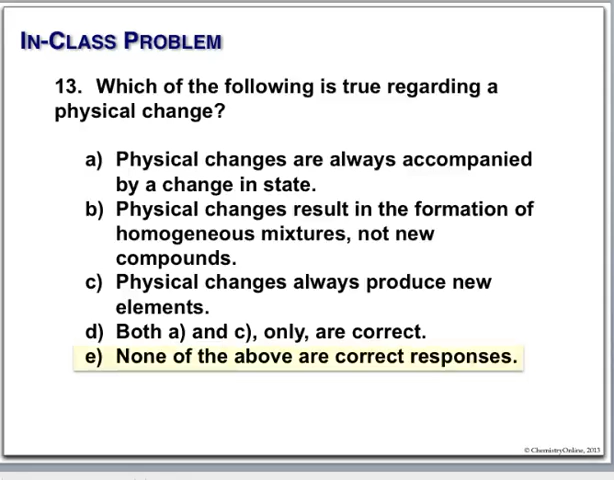 IN-CLASS PROBLEM
13. Which of the following is true regarding a
physical change?
a) Physical changes are always accompanied
by a change in state.
b) Physical changes result in the formation of
homogeneous mixtures, not new
compounds.
c) Physical changes always produce new
elements.
d) Both a) and c), only, are correct.
e) None of the above are correct responses.
© ChemistryOnline, 2013